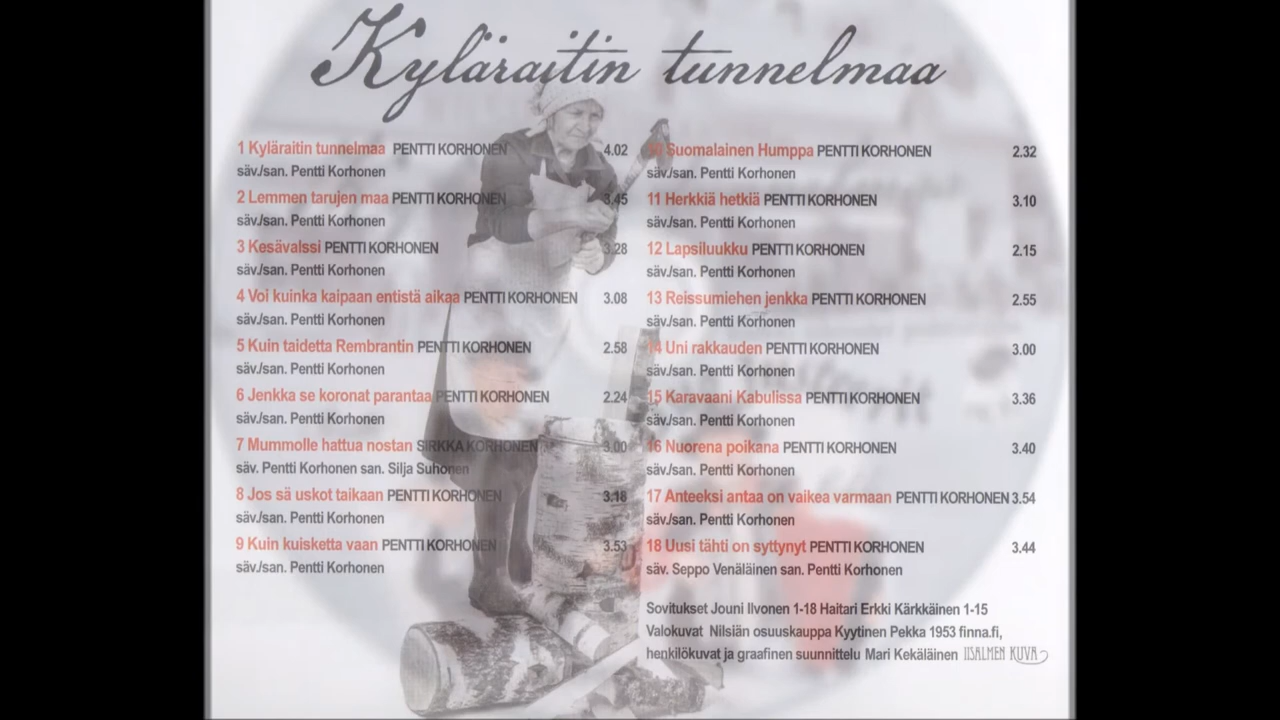 Kyläraitin tunnelmaa
1 Kyläraitin tunnelmaa PENTTI KORHONEN 4.02
säv./san. Pentti Korhonen
2 Lemmen tarujen maa PENTTI KORHONEN 3.45
säv./san. Pentti Korhonen
3 Kesävalssi PENTTI KORHONEN 3.28
säv./san. Pentti Korhonen
4 Voi kuinka kaipaan entistä aikaa PENTTI KORHONEN 3.08
säv./san. Pentti Korhonen
5 Kuin taidetta Rembrantin PENTTI KORHONEN 2.58
säv./san. Pentti Korhonen
6 Jenkka se koronat parantaa PENTTI KORHONEN 2.24
säv./san. Pentti Korhonen
7 Mummolle hattua nostan SIRKKA KORHONEN 3.00
säv. Pentti Korhonen san. Silja Suhonen
8 Jos sä uskot taikaan PENTTI KORHONEN 3.18
säv./san. Pentti Korhonen
9 Kuin kuisketta vaan PENTTI KORHONEN 3.53
säv./san. Pentti Korhonen
10 Suomalainen Humppa PENTTI KORHONEN 2.32
säv./san. Pentti Korhonen
11 Herkkiä hetkiä PENTTI KORHONEN 3.10
säv./san. Pentti Korhonen
12 Lapsiluukku PENTTI KORHONEN 2.15
säv./san. Pentti Korhonen
13 Reissumiehen jenkka PENTTI KORHONEN 2.55
säv./san. Pentti Korhonen
14 Uni rakkauden PENTTI KORHONEN 3.00
säv./san. Pentti Korhonen
15 Karavaani Kabulissa PENTTI KORHONEN 3.36
säv./san. Pentti Korhonen
16 Nuorena poikana PENTTI KORHONEN 3.40
säv./san. Pentti Korhonen
17 Anteeksi antaa on vaikea varmaan PENTTI KORHONEN 3.54
säv./san. Pentti Korhonen
18 Uusi tähti on syttynyt PENTTI KORHONEN 3.44
säv. Seppo Venäläinen san. Pentti Korhonen
Sovitukset Jouni Ilvonen 1-18 Haitari Erkki Kärkkäinen 1-15
Valokuvat Nilsiän osuuskauppa Kyytinen Pekka 1953 finna.fi,
henkilökuvat ja graafinen suunnittelu Mari Kekäläinen IISALMEN KUVA